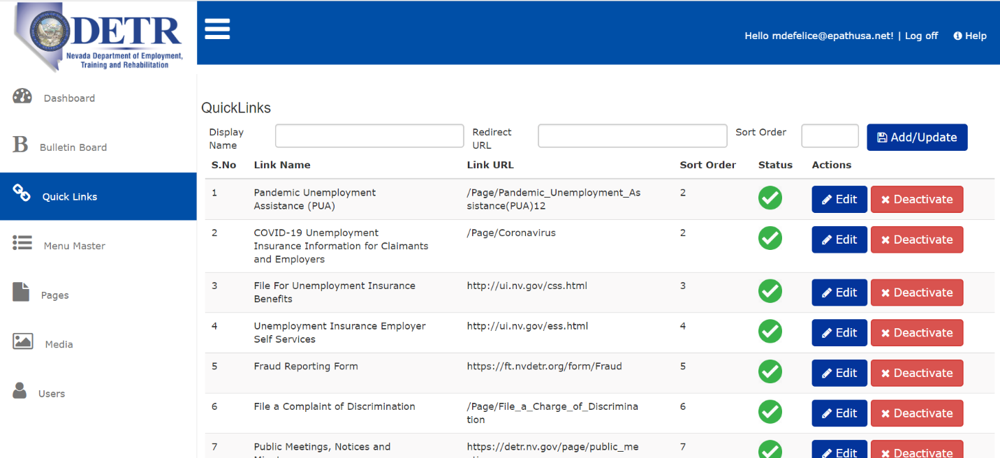 DETR
Nevada Department of Employment,
Training and Rehabilitation
Hello mdefelice@epathusa.net! | Log off Help
Dashboard
Bulletin Board
Quick Links
Menu Master
Pages
Media
Users
QuickLinks
Display
Name
Redirect
URL
Sort Order
Add/Update
S.No Link Name Link URL Sort Order Status Actions
1 Pandemic Unemployment /Page/Pandemic_Unemployment_As 2 Edit Deactivate
Assistance (PUA) sistance(PUA)12
2 COVID-19 Unemployment /Page/Coronavirus 2 Edit Deactivate
Insurance Information for Claimants
and Employers
3 File For Unemployment Insurance http://ui.nv.gov/css.html 3 Edit Deactivate
Benefits
4 Unemployment Insurance Employer http://ui.nv.gov/ess.html 4 Edit Deactivate
Self Services
5 Fraud Reporting Form https://ft.nvdetr.org/form/Fraud 5 Edit Deactivate
6 File a Complaint of Discrimination /Page/File_a_Charge_of_Discrimina 6 Edit Deactivate
tion
7 Public Meetings, Notices and https://detr.nv.gov/page/public_me 7 Edit Deactivate